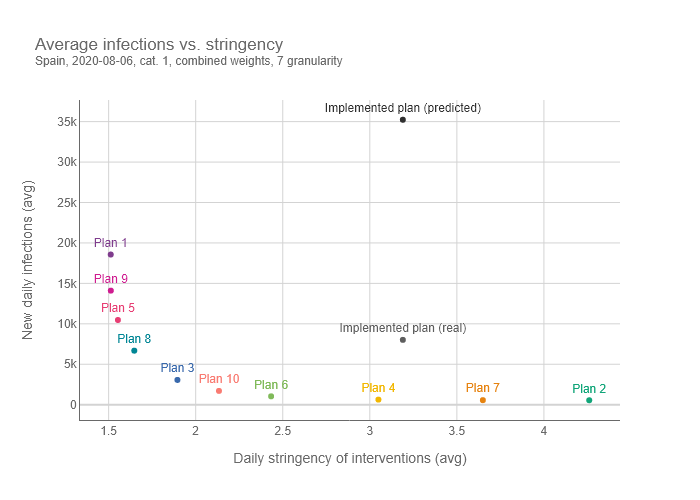 Average infections vs. stringency
Spain, 2020-08-06, cat. 1, combined weights, 7 granularity
Implemented plan (predicted)
35k
30k
25k
20k
15k
10k
5k
0
New daily infections (avg)
Plan 1
Plan 9
Plan 5
Plan 8
Implemented plan (real)
Plan 3
Plan 10
Plan 6
Plan 4
Plan 7
Plan 2
1.5
2
2.5
3
3.5
4
Daily stringency of interventions (avg)